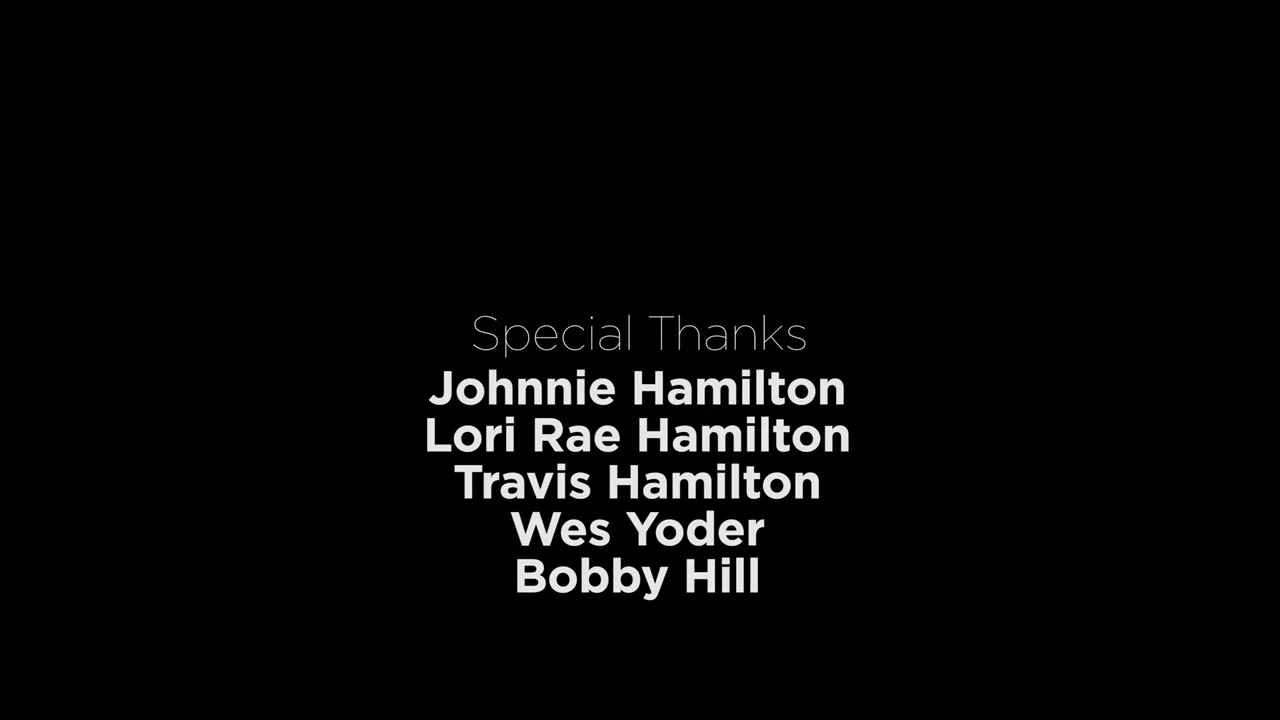 Special Thanks
Johnnie Hamilton
Lori Rae Hamilton
Travis Hamilton
Wes Yoder
Bobby Hill